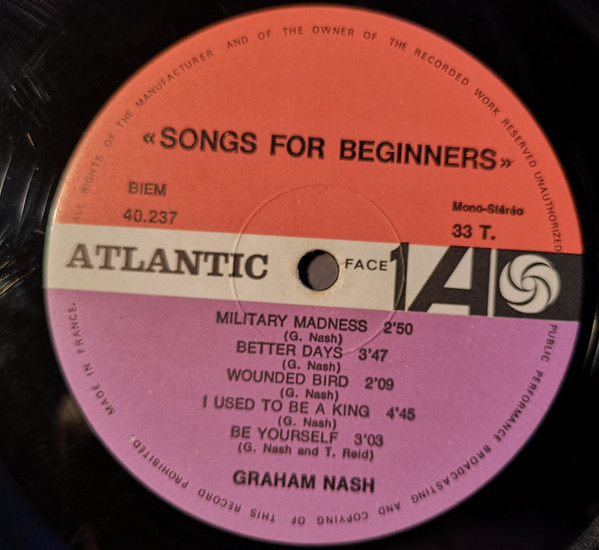 ALL RIGHTS OF THE MANUFACTURER AND OF THE OWNER OF THE RECORDED WORK RESERVED UNAUTHORIZED
PUBLIC PERFORMANCE BROADCASTING AND COPYING OF THIS RECORD PROHIBITED.
MADE IN FRANCE.
«SONGS FOR BEGINNERS»
BIEM
40.237
Mono-Stéréo
33 T.
ATLANTIC FACE 1 A
MILITARY MADNESS 2'50
(G. Nash)
BETTER DAYS 3'47
(G. Nash)
WOUNDED BIRD 2'09
(G. Nash)
I USED TO BE A KING 4'45
(G. Nash)
BE YOURSELF 3'03
(G. Nash and T. Reid)
GRAHAM NASH